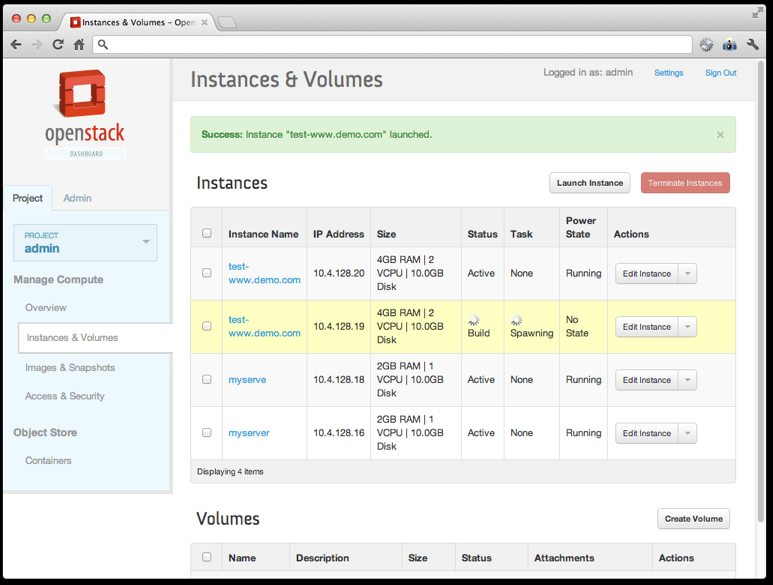 Instances & Volumes – Open
openstack
DASHBOARD
Project
Admin
PROJECT
admin
Manage Compute
Overview
Instances & Volumes
Images & Snapshots
Access & Security
Object Store
Containers
Instances & Volumes
Logged in as: admin
Settings
Sign Out
Success: Instance "test-www.demo.com" launched.
×
Instances
Launch Instance
Terminate Instances
Instance Name IP Address Size Status Task Power State Actions
test-
www.demo.com
10.4.128.20
4GB RAM | 2
VCPU | 10.0GB
Disk
Active
None
Running
Edit Instance
test-
www.demo.com
10.4.128.19
4GB RAM | 2
VCPU | 10.0GB
Disk
Build
Spawning
No
State
Edit Instance
myserve
10.4.128.18
2GB RAM | 1
VCPU | 10.0GB
Disk
Active
None
Running
Edit Instance
myserver
10.4.128.16
2GB RAM | 1
VCPU | 10.0GB
Disk
Active
None
Running
Edit Instance
Displaying 4 items
Volumes
Create Volume
Name Description Size Status Attachments Actions